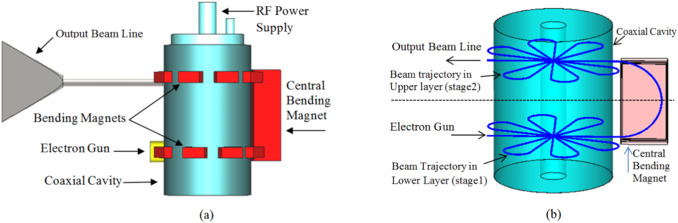 RF Power
Supply
Output Beam Line
Central
Bending
Magnet
Bending Magnets
Electron Gun
Coaxial Cavity
(a)
Coaxial Cavity
Output Beam Line
Beam trajectory in
Upper layer (stage2)
Electron Gun
Beam Trajectory in
Lower Layer (stage1)
Central
Bending
Magnet
(b)